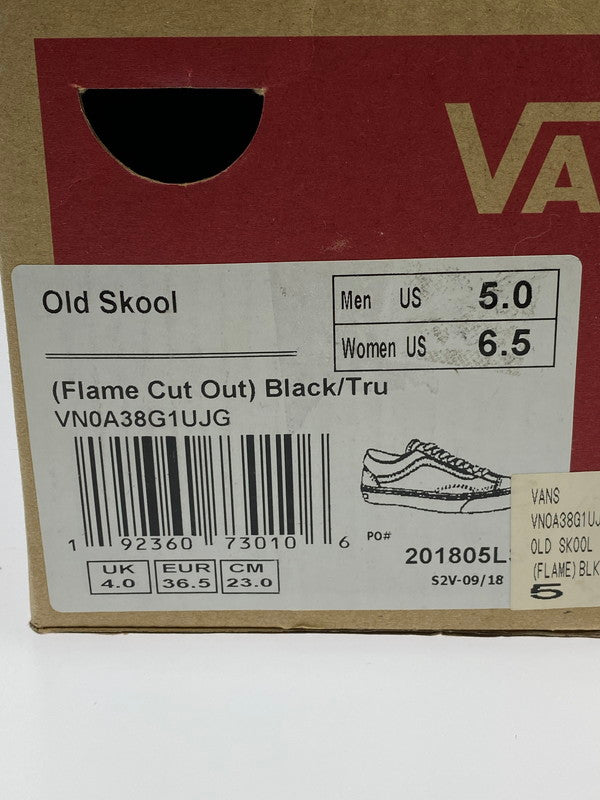 VA
Old Skool
Men US 5.0
Women US 6.5
(Flame Cut Out) Black/Tru
VN0A38G1UJG
1 92360 73010 6
PO#
201805L
S2V-09/18
UK 4.0
EUR 36.5
CM 23.0
VANS
VN0A38G1UJ
OLD SKOOL
(FLAME) BLK
5